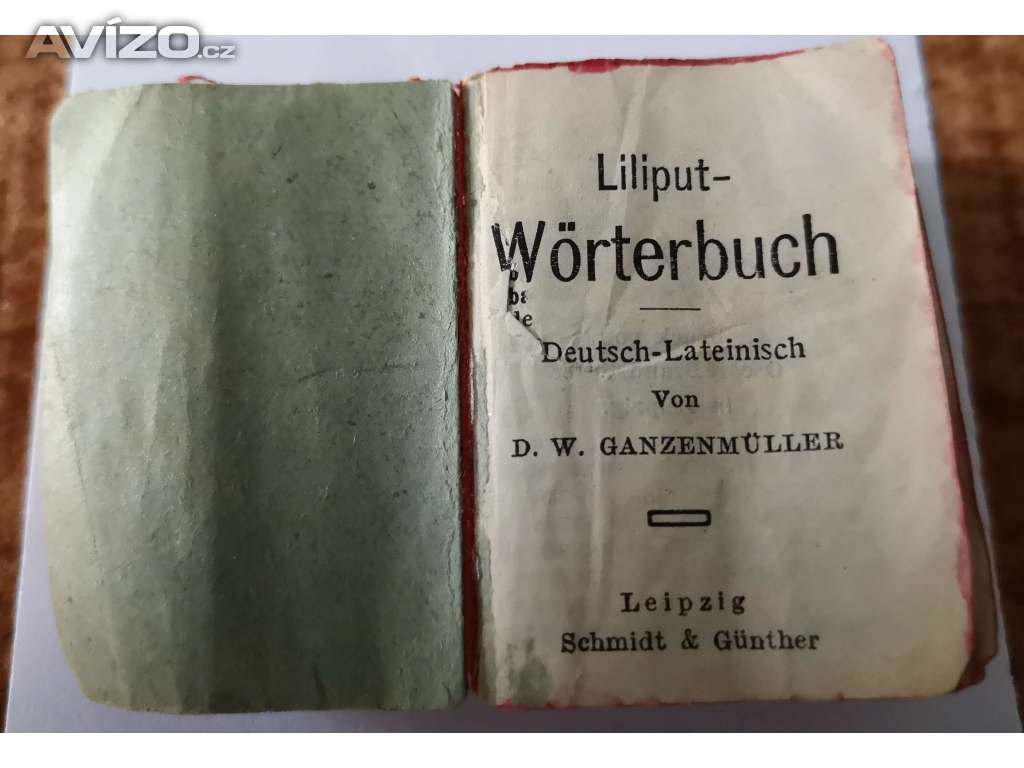 AVÍZO.cz
Liliput-
Wörterbuch
Deutsch-Lateinisch
Von
D. W. GANZENMÜLLER
Leipzig
Schmidt & Günther